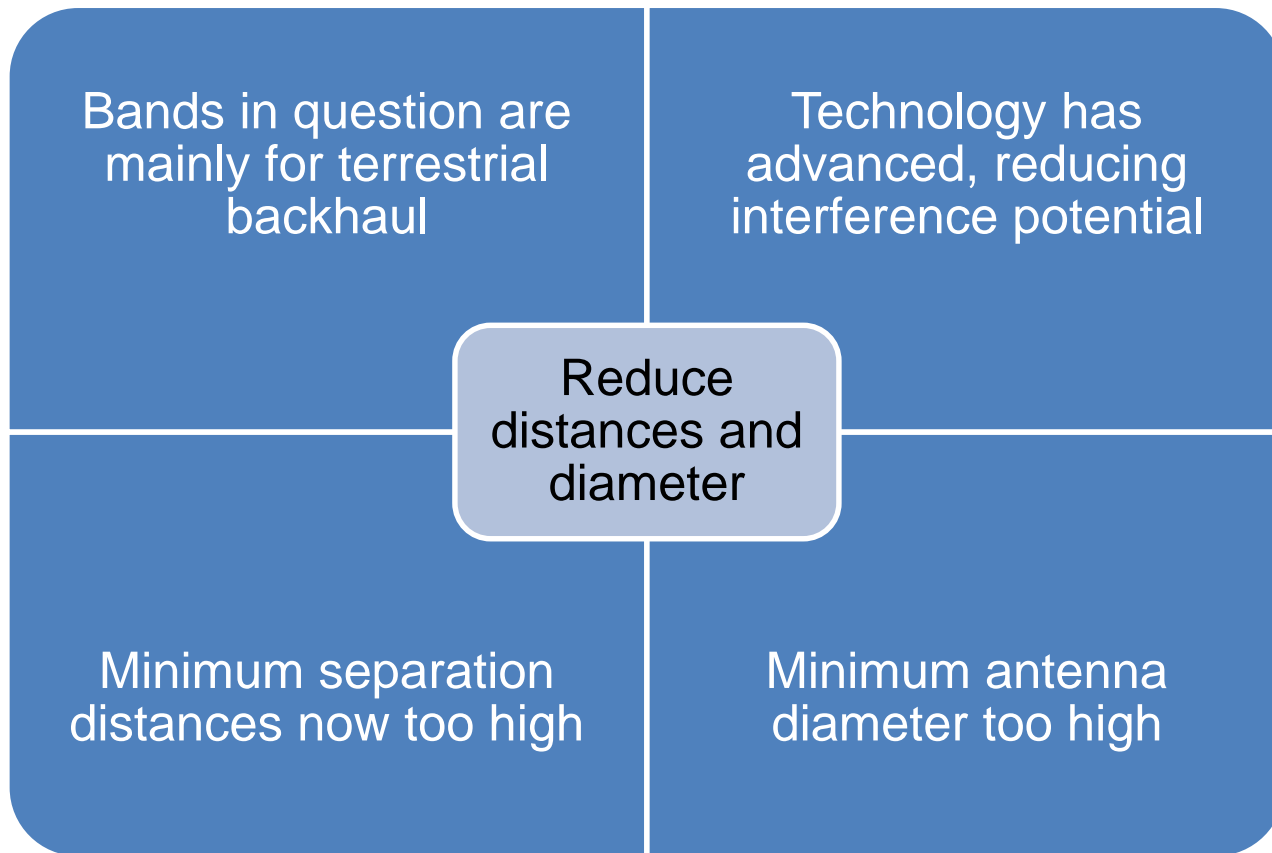 Bands in question are
mainly for terrestrial
backhaul
Technology has
advanced, reducing
interference potential
Reduce
distances and
diameter
Minimum separation
distances now too high
Minimum antenna
diameter too high